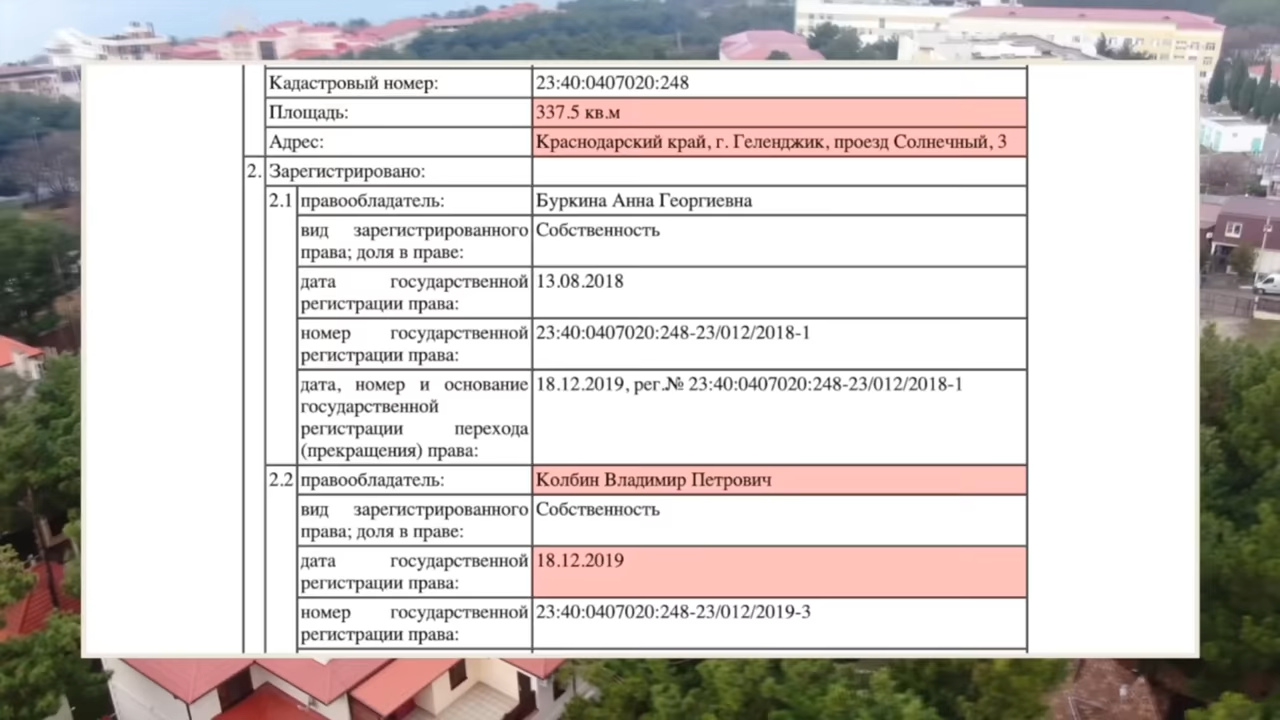 Кадастровый номер: 23:40:0407020:248
Площадь: 337.5 кв.м
Адрес: Краснодарский край, г. Геленджик, проезд Солнечный, 3
2. Зарегистрировано:
2.1 правообладатель: Буркина Анна Георгиевна
вид зарегистрированного Собственность
права; доля в праве:
дата государственной 13.08.2018
регистрации права:
номер государственной 23:40:0407020:248-23/012/2018-1
регистрации права:
дата, номер и основание 18.12.2019, рег.№ 23:40:0407020:248-23/012/2018-1
государственной
регистрации перехода
(прекращения) права:
2.2 правообладатель: Колбин Владимир Петрович
вид зарегистрированного Собственность
права; доля в праве:
дата государственной 18.12.2019
регистрации права:
номер государственной 23:40:0407020:248-23/012/2019-3
регистрации права: